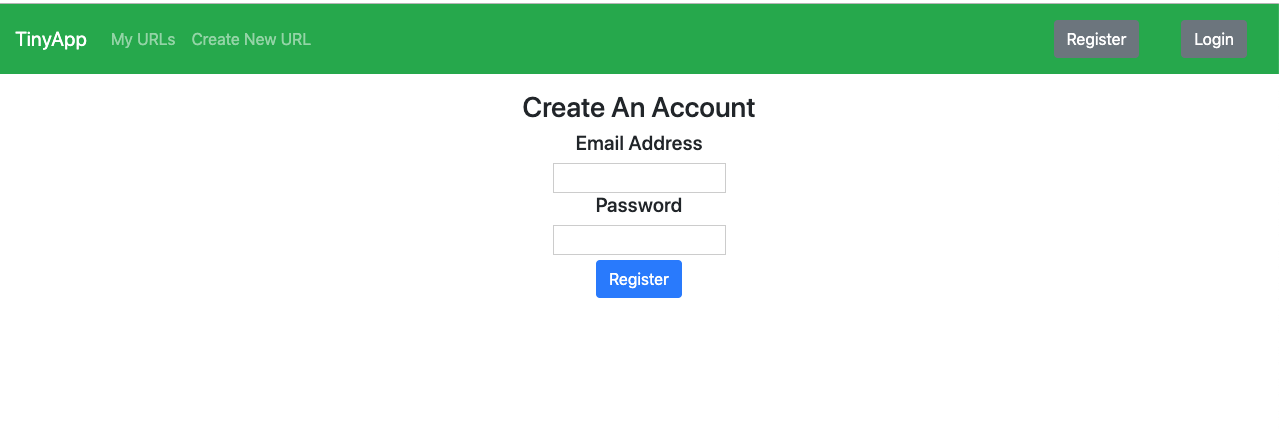 TinyApp My URLs Create New URL Register Login
Create An Account
Email Address
Password
Register